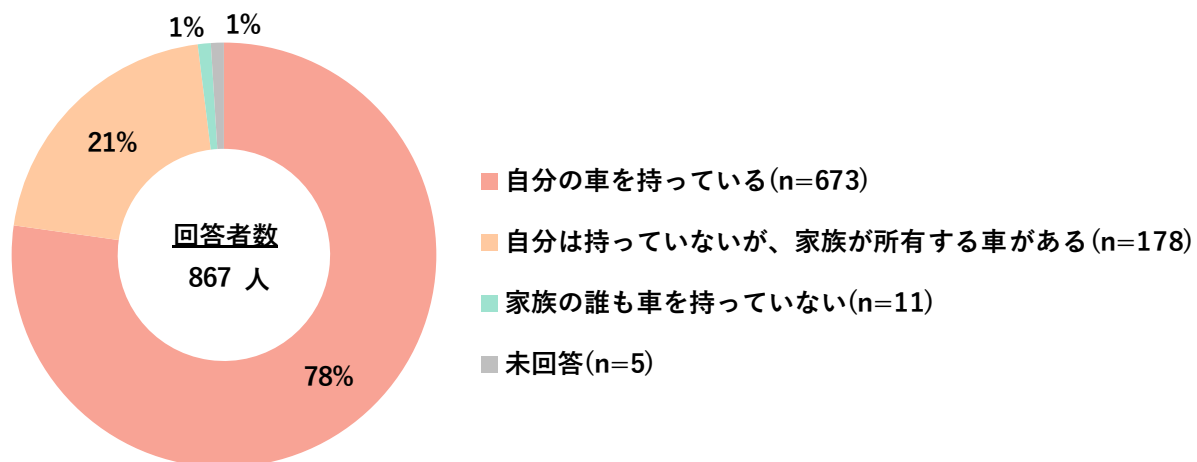 1%
1%
21%
78%
回答者数
867 人
自分の車を持っている(n=673)
自分は持っていないが、家族が所有する車がある(n=178)
家族の誰も車を持っていない(n=11)
未回答(n=5)